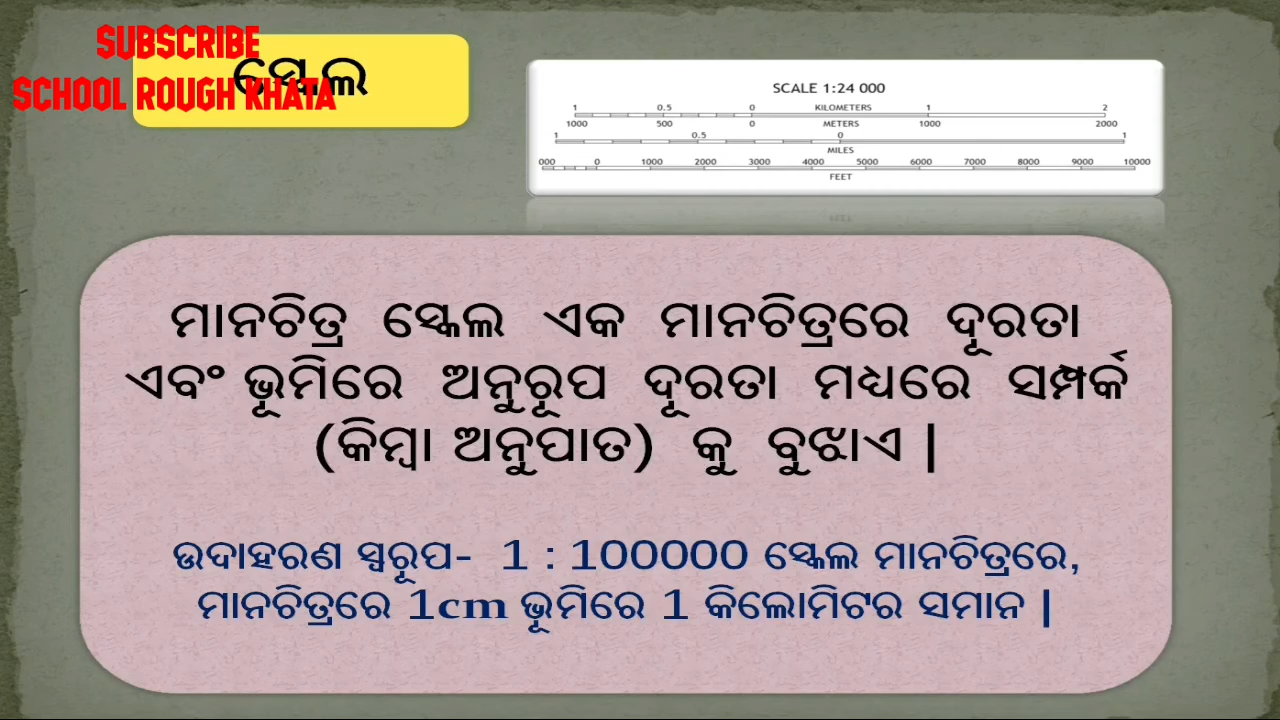 SUBSCRIBE
SCHOOL ROUGH KHATA
ସ୍କେଲ
SCALE 1:24 000
1 0.5 0 KILOMETERS 1 2
1000 500 0 METERS 1000 2000
1 0.5 0 1
MILES
000 0 1000 2000 3000 4000 5000 6000 7000 8000 9000 10000
FEET
ମାନଚିତ୍ର ସ୍କେଲ ଏକ ମାନଚିତ୍ରରେ ଦୂରତା
ଏବଂ ଭୂମିରେ ଅନୁରୂପ ଦୂରତା ମଧ୍ୟରେ ସମ୍ପର୍କ
(କିମ୍ବା ଅନୁପାତ) କୁ ବୁଝାଏ |
ଉଦାହରଣ ସ୍ୱରୂପ- 1 : 100000 ସ୍କେଲ ମାନଚିତ୍ରରେ,
ମାନଚିତ୍ରରେ 1cm ଭୂମିରେ 1 କିଲୋମିଟର ସମାନ |